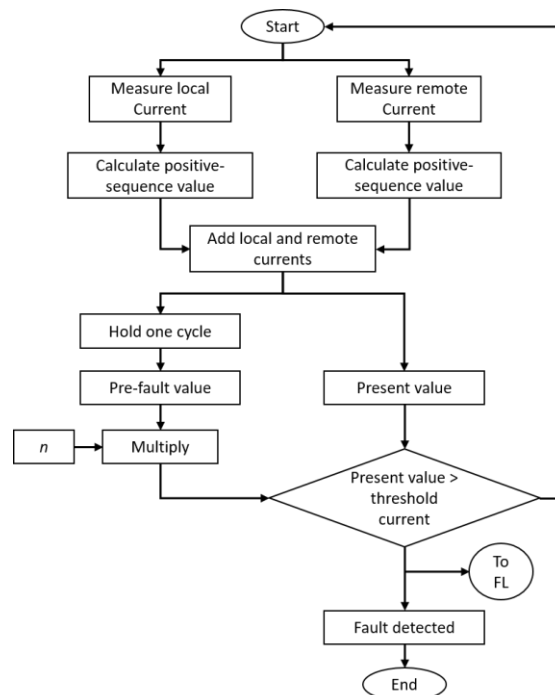 Start
Measure local
Current
Measure remote
Current
Calculate positive-
sequence value
Calculate positive-
sequence value
Add local and remote
currents
Hold one cycle
Pre-fault value
Present value
n
Multiply
Present value >
threshold
current
To
FL
Fault detected
End